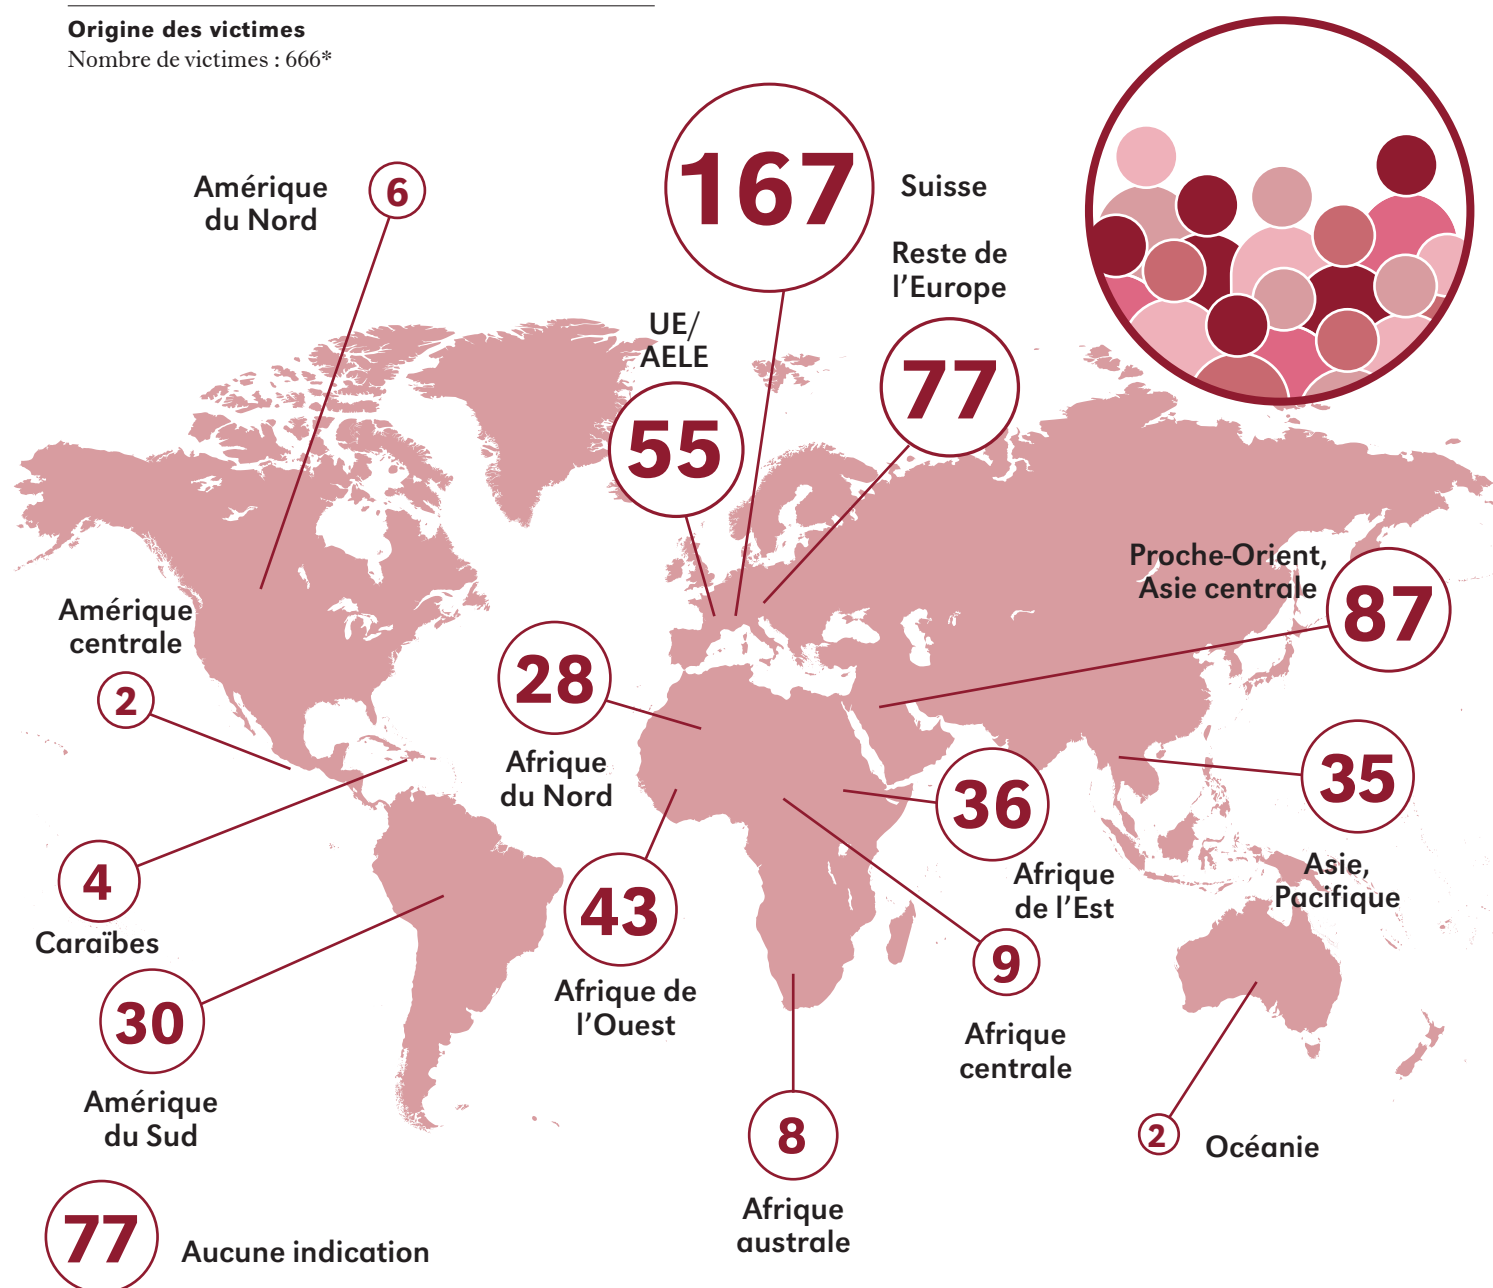 Origine des victimes
Nombre de victimes : 666*
Amérique
du Nord
6
167
Suisse
Reste de
l’Europe
77
UE/
AELE
55
Proche-Orient,
Asie centrale
87
Amérique
centrale
2
28
Afrique
du Nord
35
Asie,
Pacifique
36
Afrique
de l’Est
4
Caraïbes
43
Afrique de
l’Ouest
9
Afrique
centrale
30
Amérique
du Sud
8
Afrique
australe
2
Océanie
77
Aucune indication